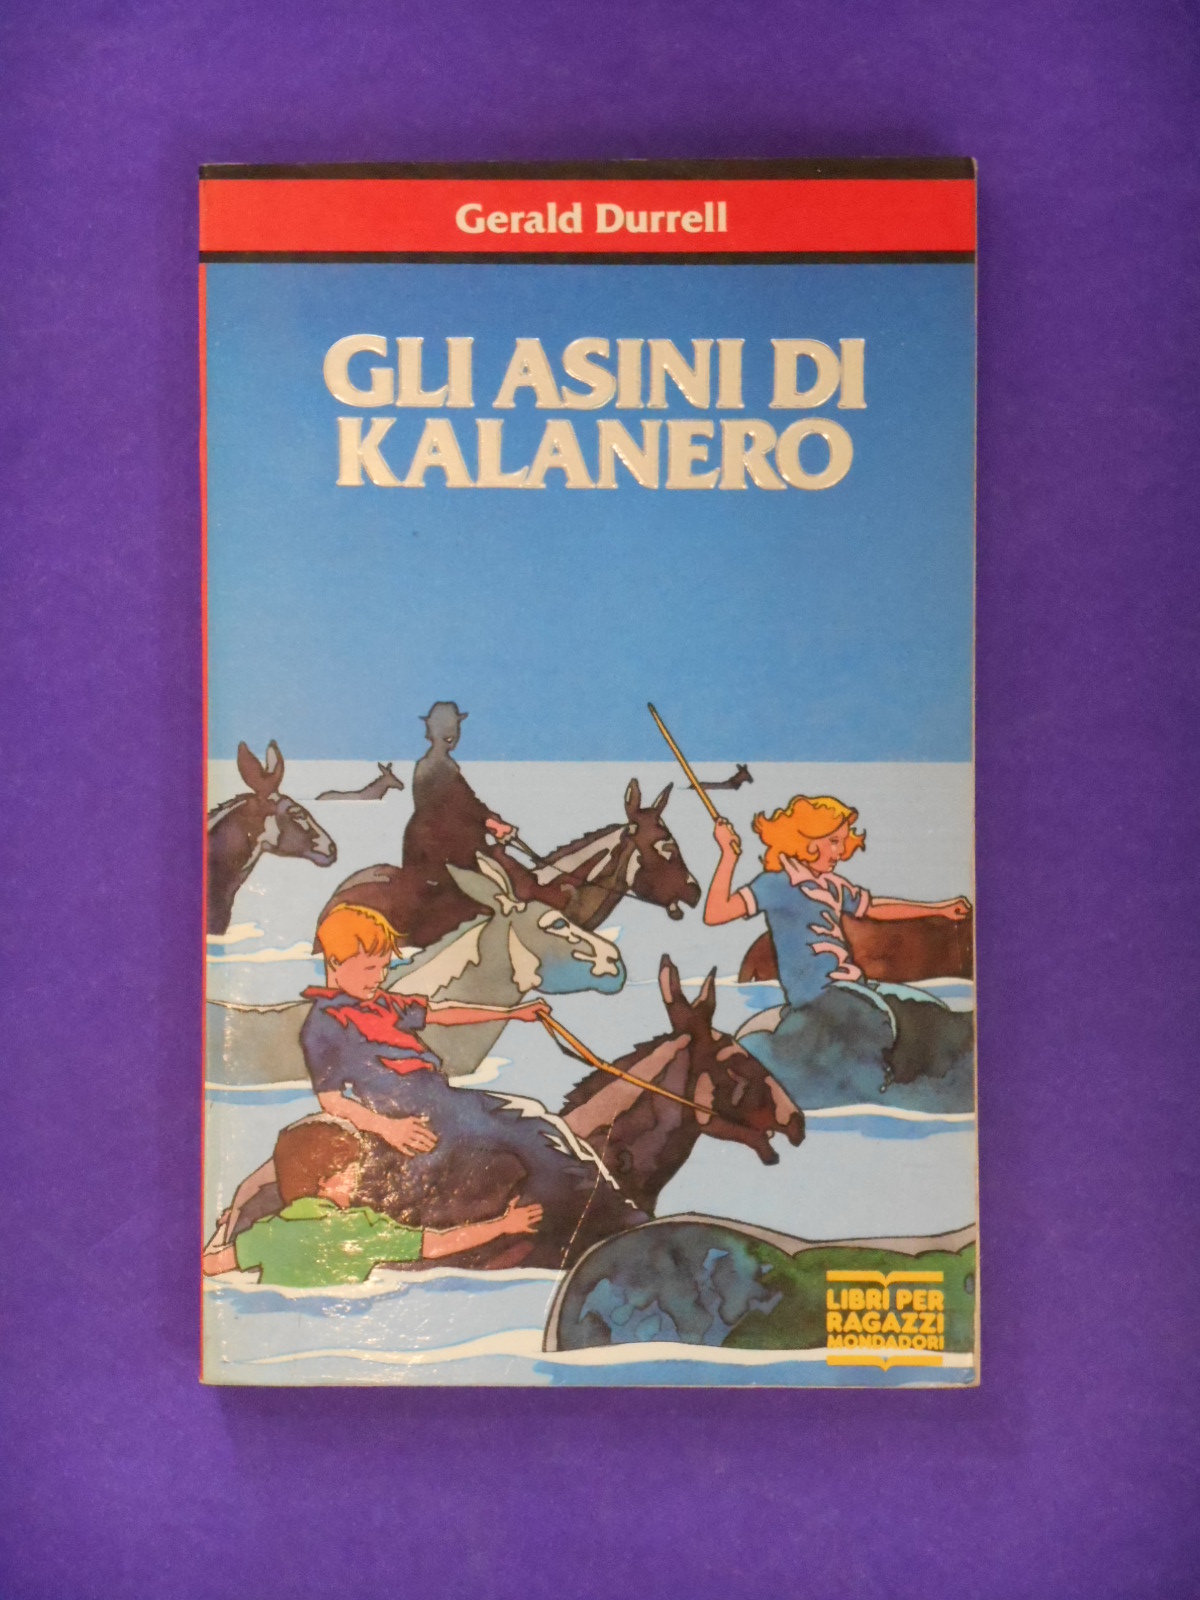 Gerald Durrell
GLI ASINI DI
KALANERO
LIBRI PER
RAGAZZI
MONDADORI